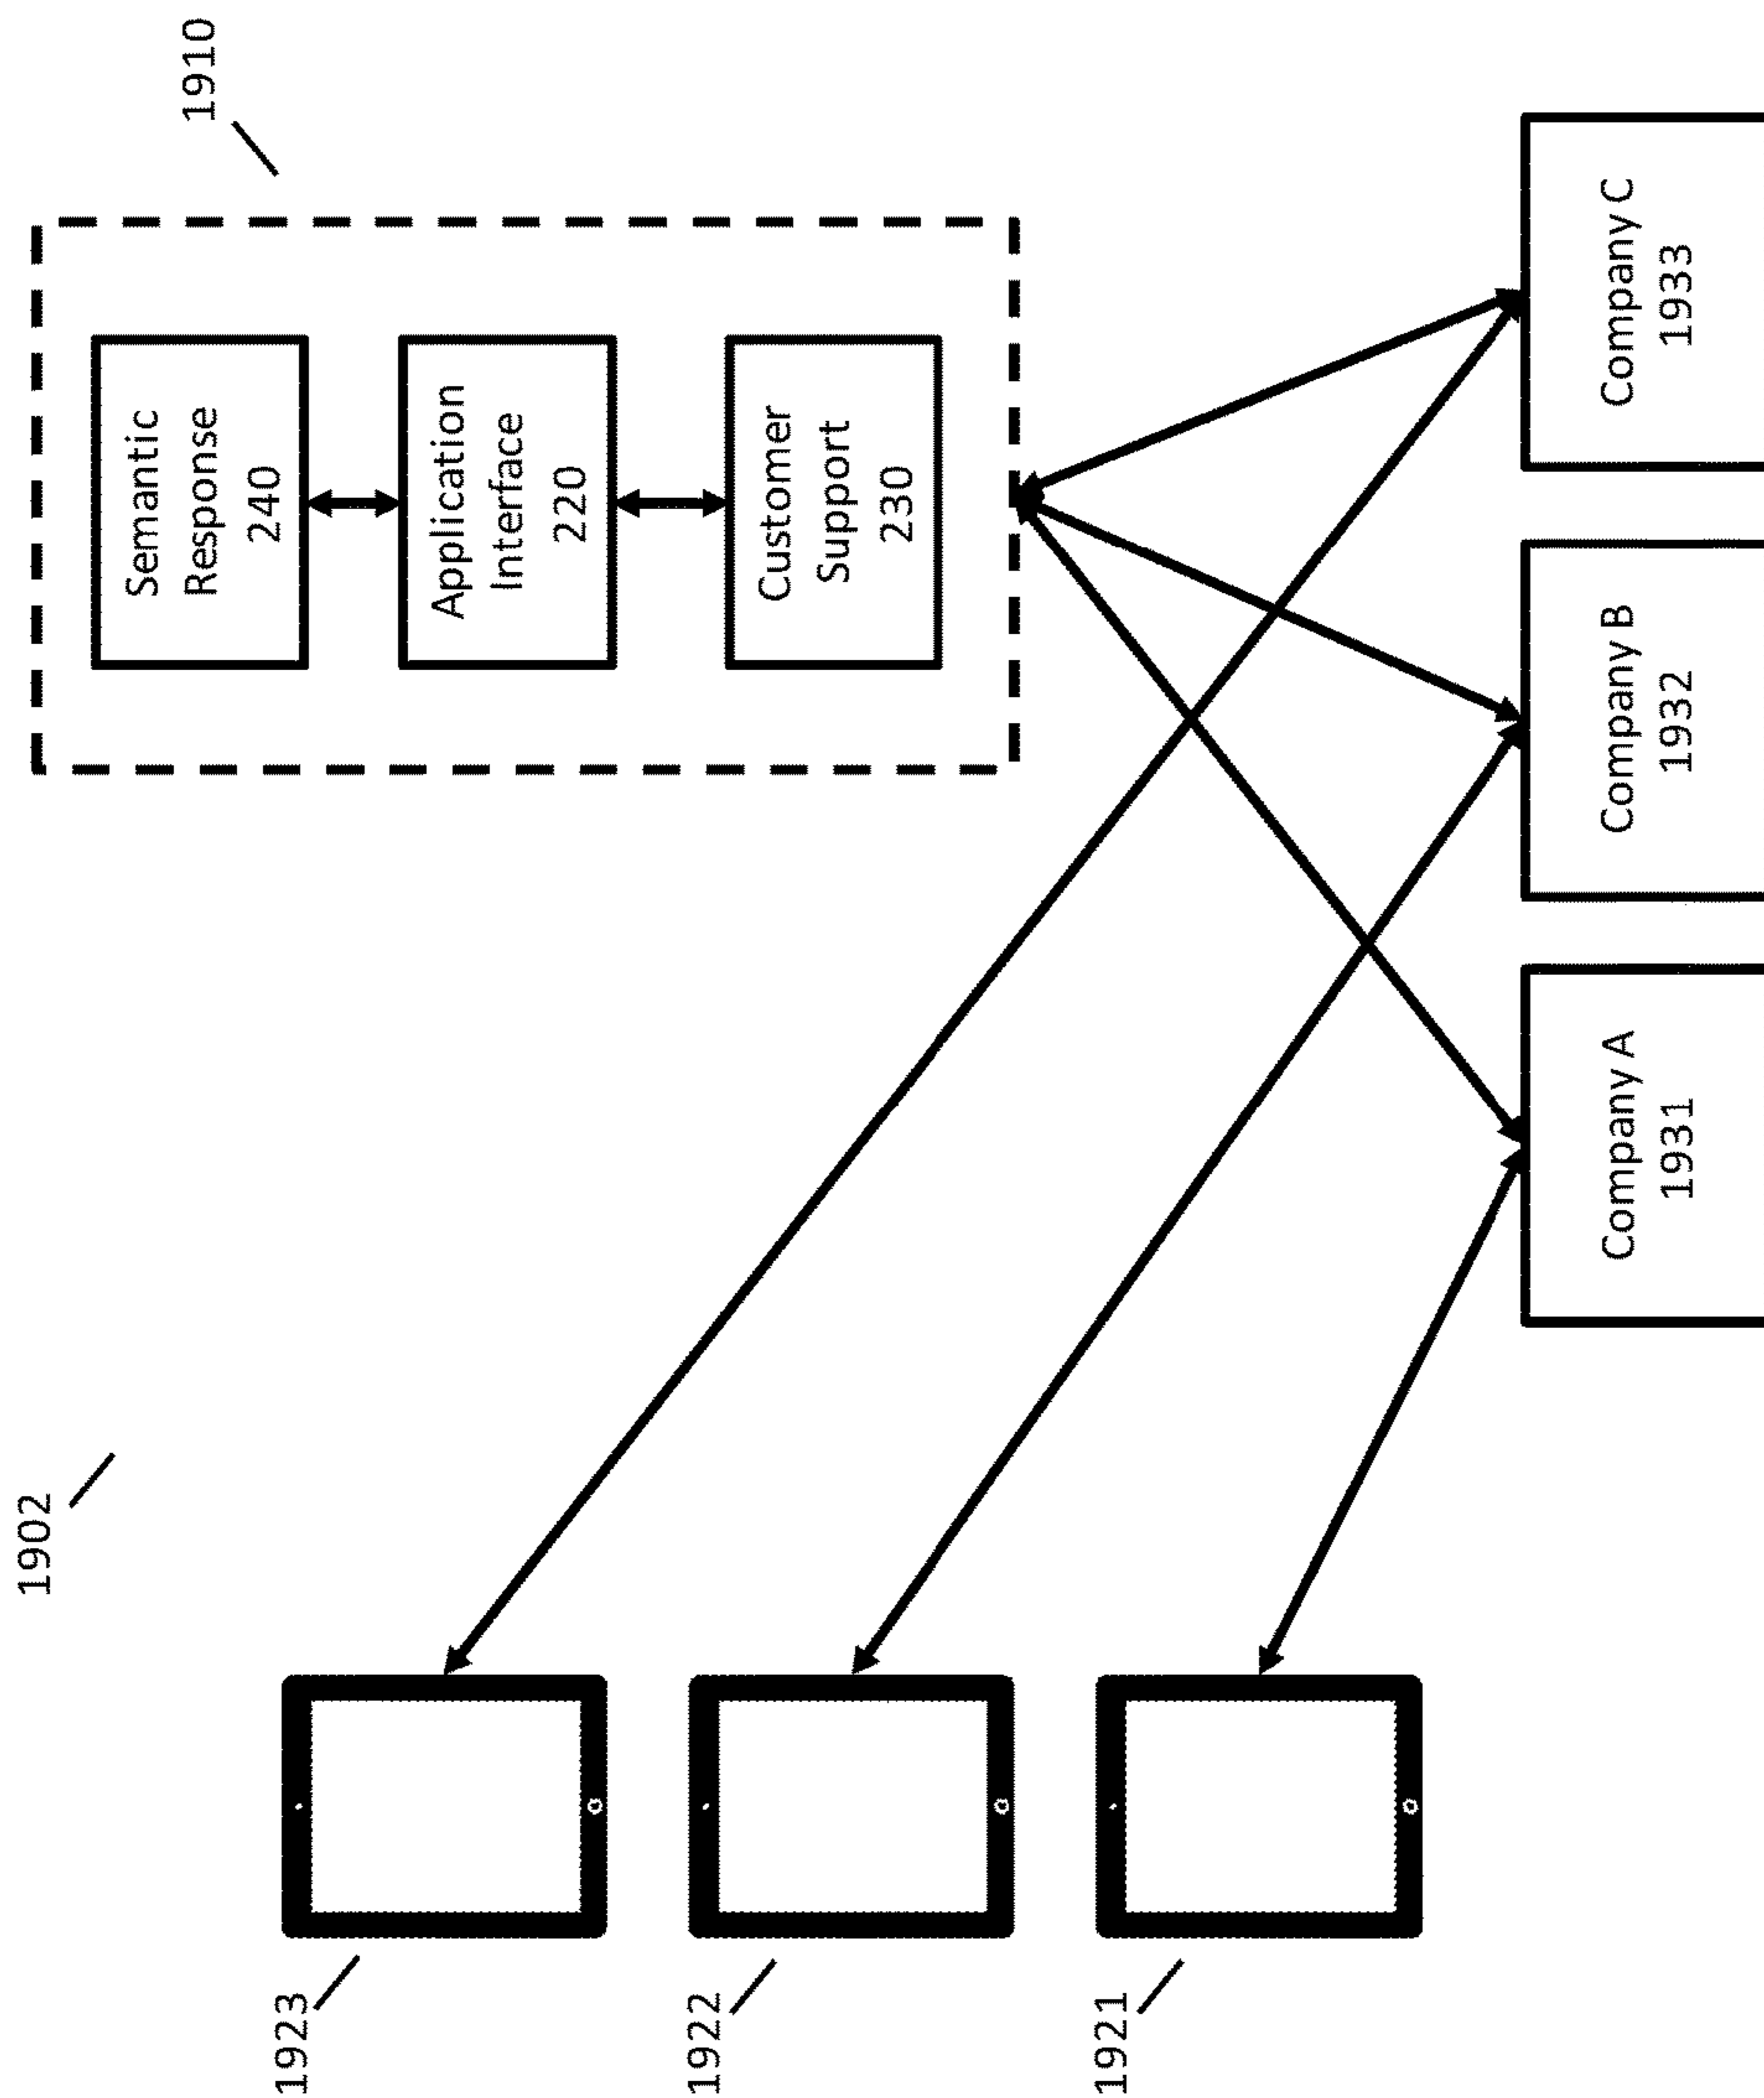 1902
1910
Semantic
Response
240
Application
Interface
220
Customer
Support
230
1923
1922
1921
Company A
1931
Company B
1932
Company C
1933